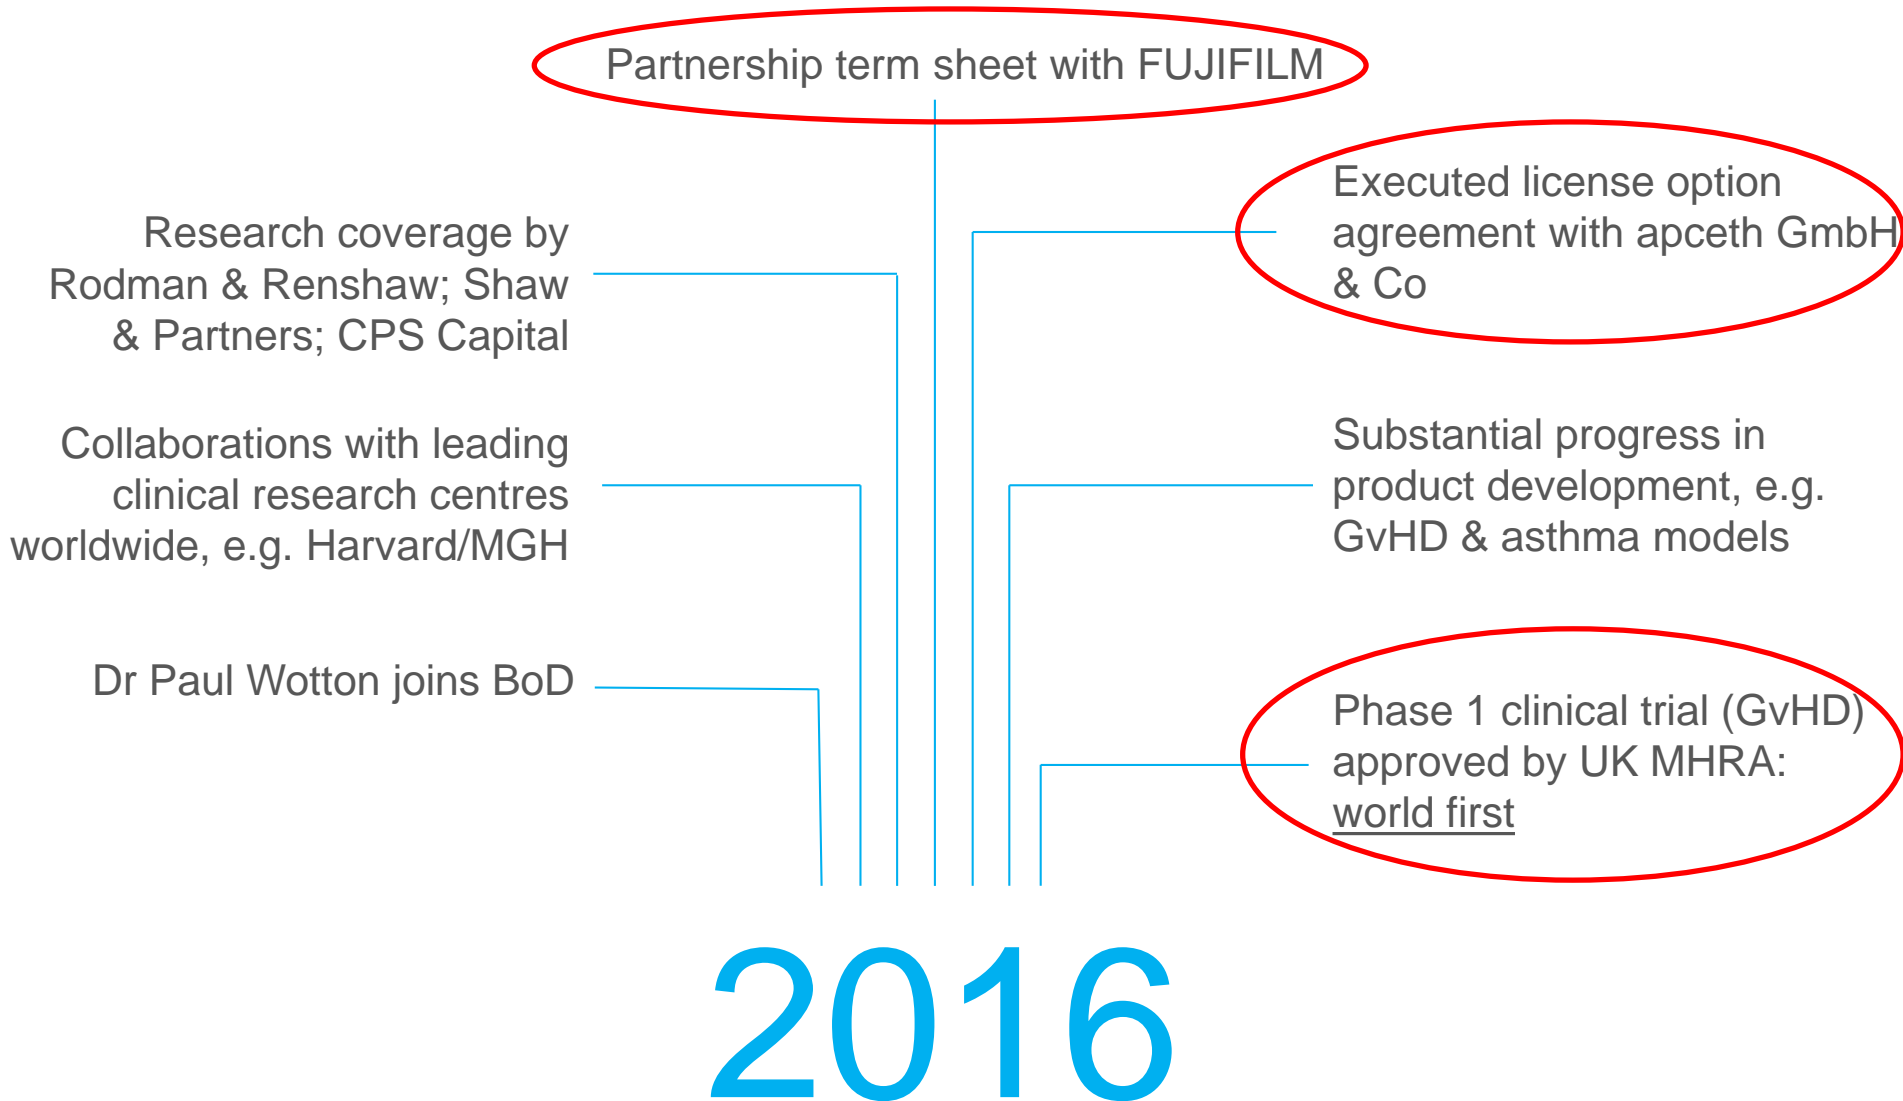 Partnership term sheet with FUJIFILM
Research coverage by
Rodman & Renshaw; Shaw
& Partners; CPS Capital
Collaborations with leading
clinical research centres
worldwide, e.g. Harvard/MGH
Dr Paul Wotton joins BoD
Executed license option
agreement with apceth GmbH
& Co
Substantial progress in
product development, e.g.
GvHD & asthma models
Phase 1 clinical trial (GvHD)
approved by UK MHRA:
world first
2016